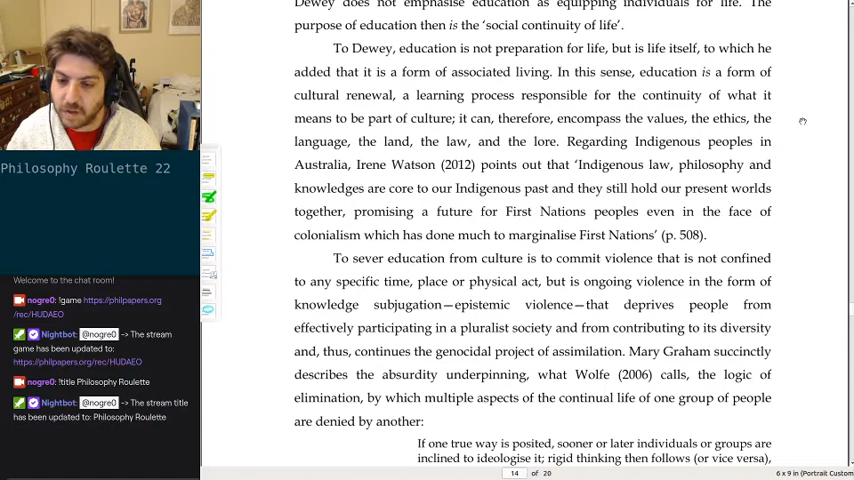 Dewey does not emphasise education as equipping individuals for life. The
purpose of education then is the 'social continuity of life'.
To Dewey, education is not preparation for life, but is life itself, to which he
added that it is a form of associated living. In this sense, education is a form of
cultural renewal, a learning process responsible for the continuity of what it
means to be part of culture; it can, therefore, encompass the values, the ethics, the
language, the land, the law, and the lore. Regarding Indigenous peoples in
Australia, Irene Watson (2012) points out that 'Indigenous law, philosophy and
knowledges are core to our Indigenous past and they still hold our present worlds
together, promising a future for First Nations peoples even in the face of
colonialism which has done much to marginalise First Nations' (p. 508).
To sever education from culture is to commit violence that is not confined
to any specific time, place or physical act, but is ongoing violence in the form of
knowledge subjugation—epistemic violence—that deprives people from
effectively participating in a pluralist society and from contributing to its diversity
and, thus, continues the genocidal project of assimilation. Mary Graham succinctly
describes the absurdity underpinning, what Wolfe (2006) calls, the logic of
elimination, by which multiple aspects of the continual life of one group of people
are denied by another:
If one true way is posited, sooner or later individuals or groups are
inclined to ideologise it; rigid thinking then follows (or vice versa),
14 of 20
6 x 9 in (Portrait Custom
Philosophy Roulette 22
Welcome to the chat room!
nogre0: !game https://philpapers.org
/rec/HUDAEO
Nightbot: @nogre0 -> The stream
game has been updated to:
https://philpapers.org/rec/HUDAEO
nogre0: !title Philosophy Roulette
Nightbot: @nogre0 -> The stream title
has been updated to: Philosophy Roulette